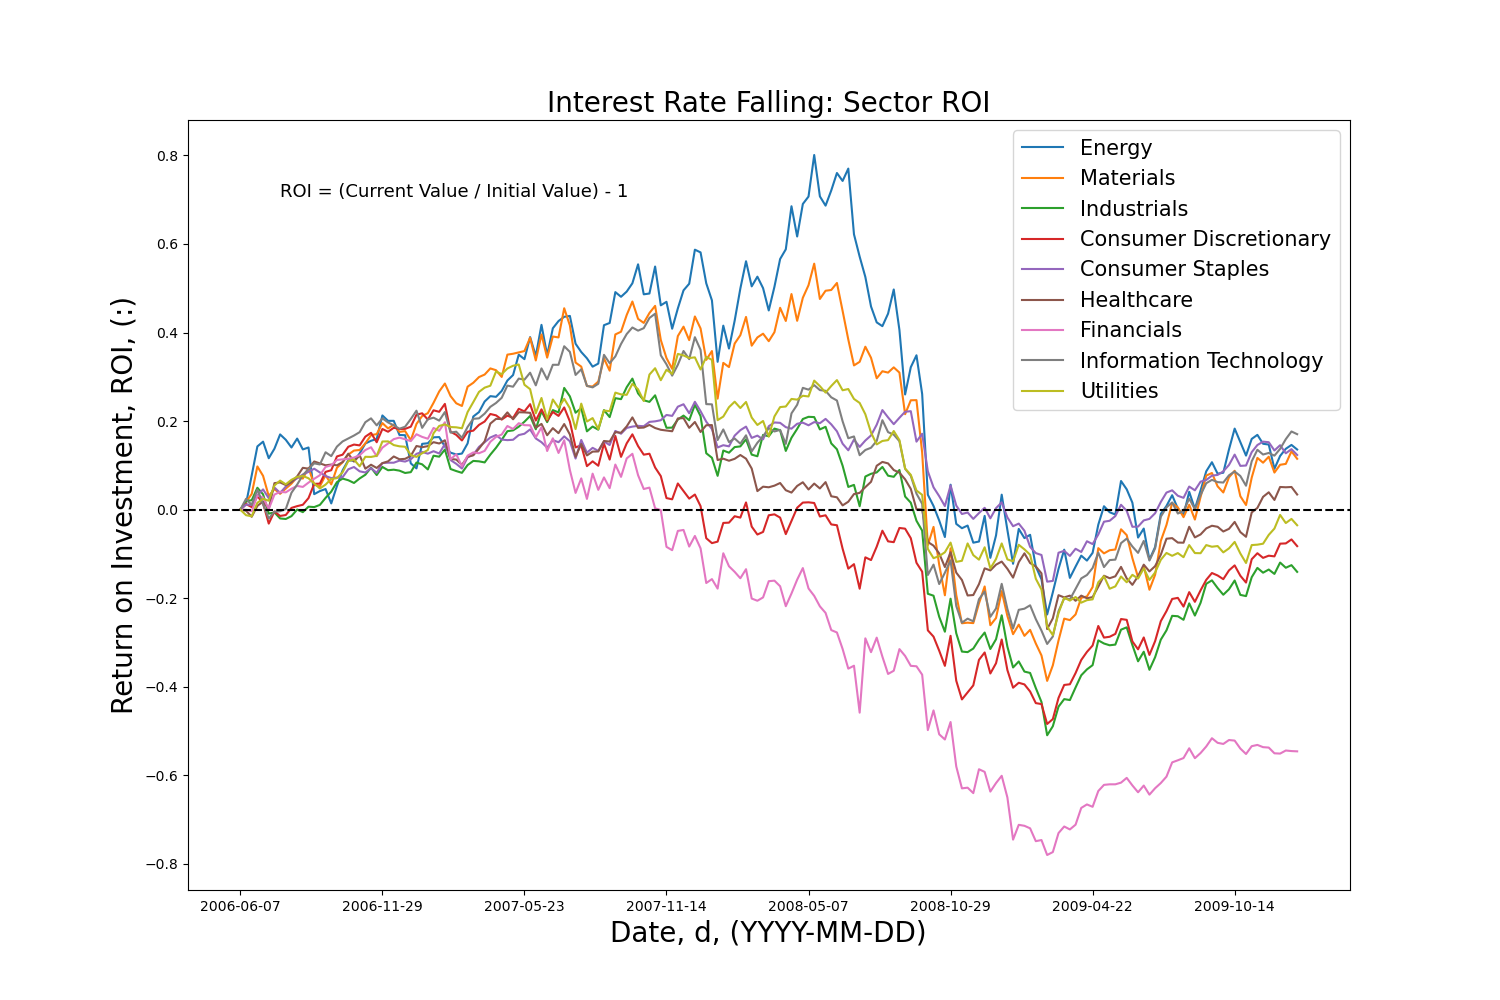 Interest Rate Falling: Sector ROI
ROI = (Current Value / Initial Value) - 1
Energy
Materials
Industrials
Consumer Discretionary
Consumer Staples
Healthcare
Financials
Information Technology
Utilities
Return on Investment, ROI, (:)
0.8
0.6
0.4
0.2
0.0
−0.2
−0.4
−0.6
−0.8
2006-06-07 2006-11-29 2007-05-23 2007-11-14 2008-05-07 2008-10-29 2009-04-22 2009-10-14
Date, d, (YYYY-MM-DD)